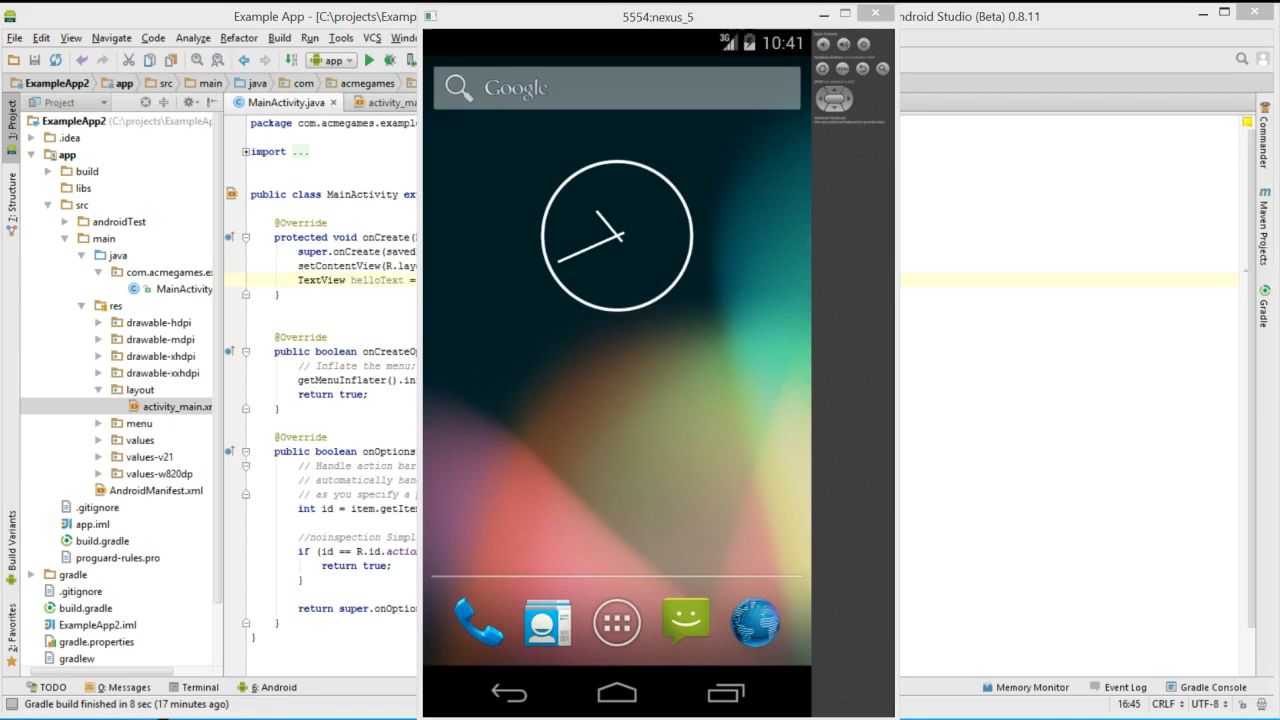 Example App - [C:\projects\Examp
5554:nexus_5
ndroid Studio (Beta) 0.8.11
File Edit View Navigate Code Analyze Refactor Build Run Tools VCS Windo
app
ExampleApp2 app src main java com acmegames
1: Project
Project
MainActivity.java
activity_ma
ExampleApp2 (C:\projects\ExampleAp
.idea
app
build
libs
src
androidTest
main
java
com.acmegames.ex
MainActivity
res
drawable-hdpi
drawable-mdpi
drawable-xhdpi
drawable-xxhdpi
layout
activity_main.xm
menu
values
values-v21
values-w820dp
AndroidManifest.xml
.gitignore
app.iml
build.gradle
proguard-rules.pro
gradle
.gitignore
build.gradle
ExampleApp2.iml
gradle.properties
gradlew
7: Structure
Build Variants
2: Favorites
package com.acmegames.example
import ...
public class MainActivity ext
@Override
protected void onCreate(
super.onCreate(saved
setContentView(R.lay
TextView helloText =
}
@Override
public boolean onCreateO
// Inflate the menu;
getMenuInflater().in
return true;
}
@Override
public boolean onOptions
// Handle action bar
// automatically han
// as you specify a p
int id = item.getIte
//noinspection Simpl
if (id == R.id.actio
return true;
}
return super.onOptio
}
}
3G 10:41
Google
Commander
m Maven Projects
Gradle
TODO 0: Messages Terminal 6: Android
Memory Monitor Event Log Gradle Console
Gradle build finished in 8 sec (17 minutes ago)
16:45 CRLF UTF-8